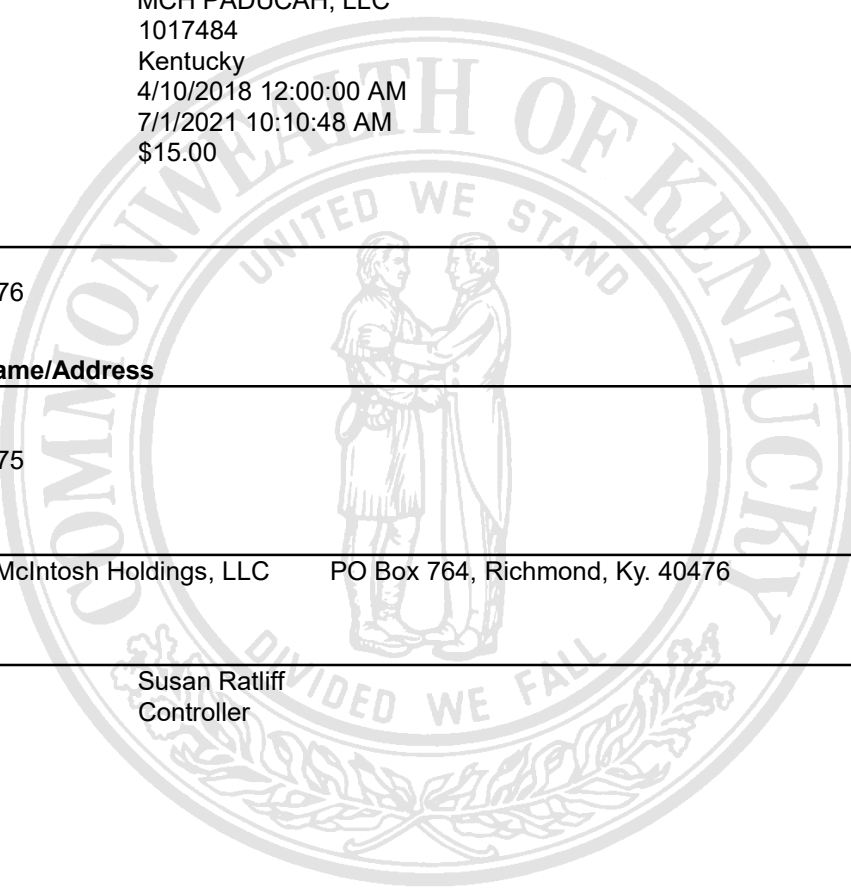 MCH PADUCAH, LLC
1017484
Kentucky
4/10/2018 12:00:00 AM
7/1/2021 10:10:48 AM
$15.00
COMMONWEALTH OF KENTUCKY
UNITED WE STAND
76
ame/Address
75
McIntosh Holdings, LLC PO Box 764, Richmond, Ky. 40476
DIVIDED WE FALL
Susan Ratliff
Controller